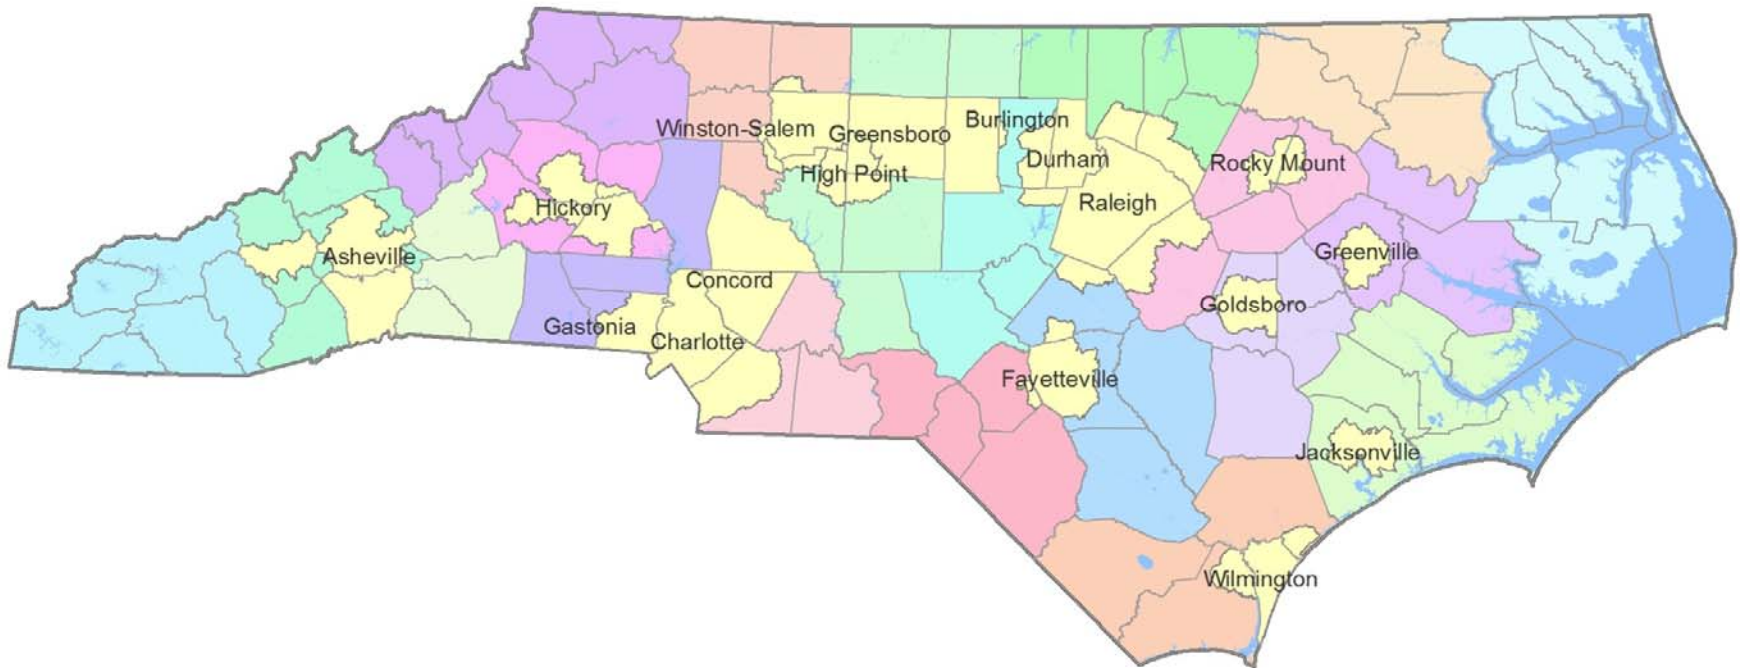 Burlington
Winston-Salem
Greensboro
Durham
Rocky Mount
High Point
Raleigh
Hickory
Greenville
Asheville
Concord
Goldsboro
Gastonia
Charlotte
Fayetteville
Jacksonville
Wilmington